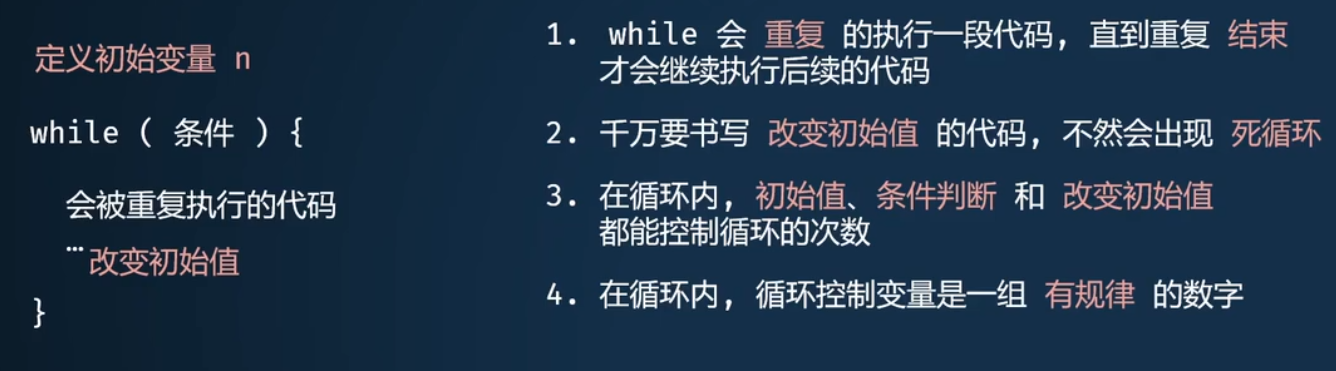 定义初始变量 n
while ( 条件 ) {
会被重复执行的代码
… 改变初始值
}
1. while 会 重复 的执行一段代码, 直到重复 结束
才会继续执行后续的代码
2. 千万要书写 改变初始值 的代码, 不然会出现 死循环
3. 在循环内, 初始值、条件判断 和 改变初始值
都能控制循环的次数
4. 在循环内, 循环控制变量是一组 有规律 的数字